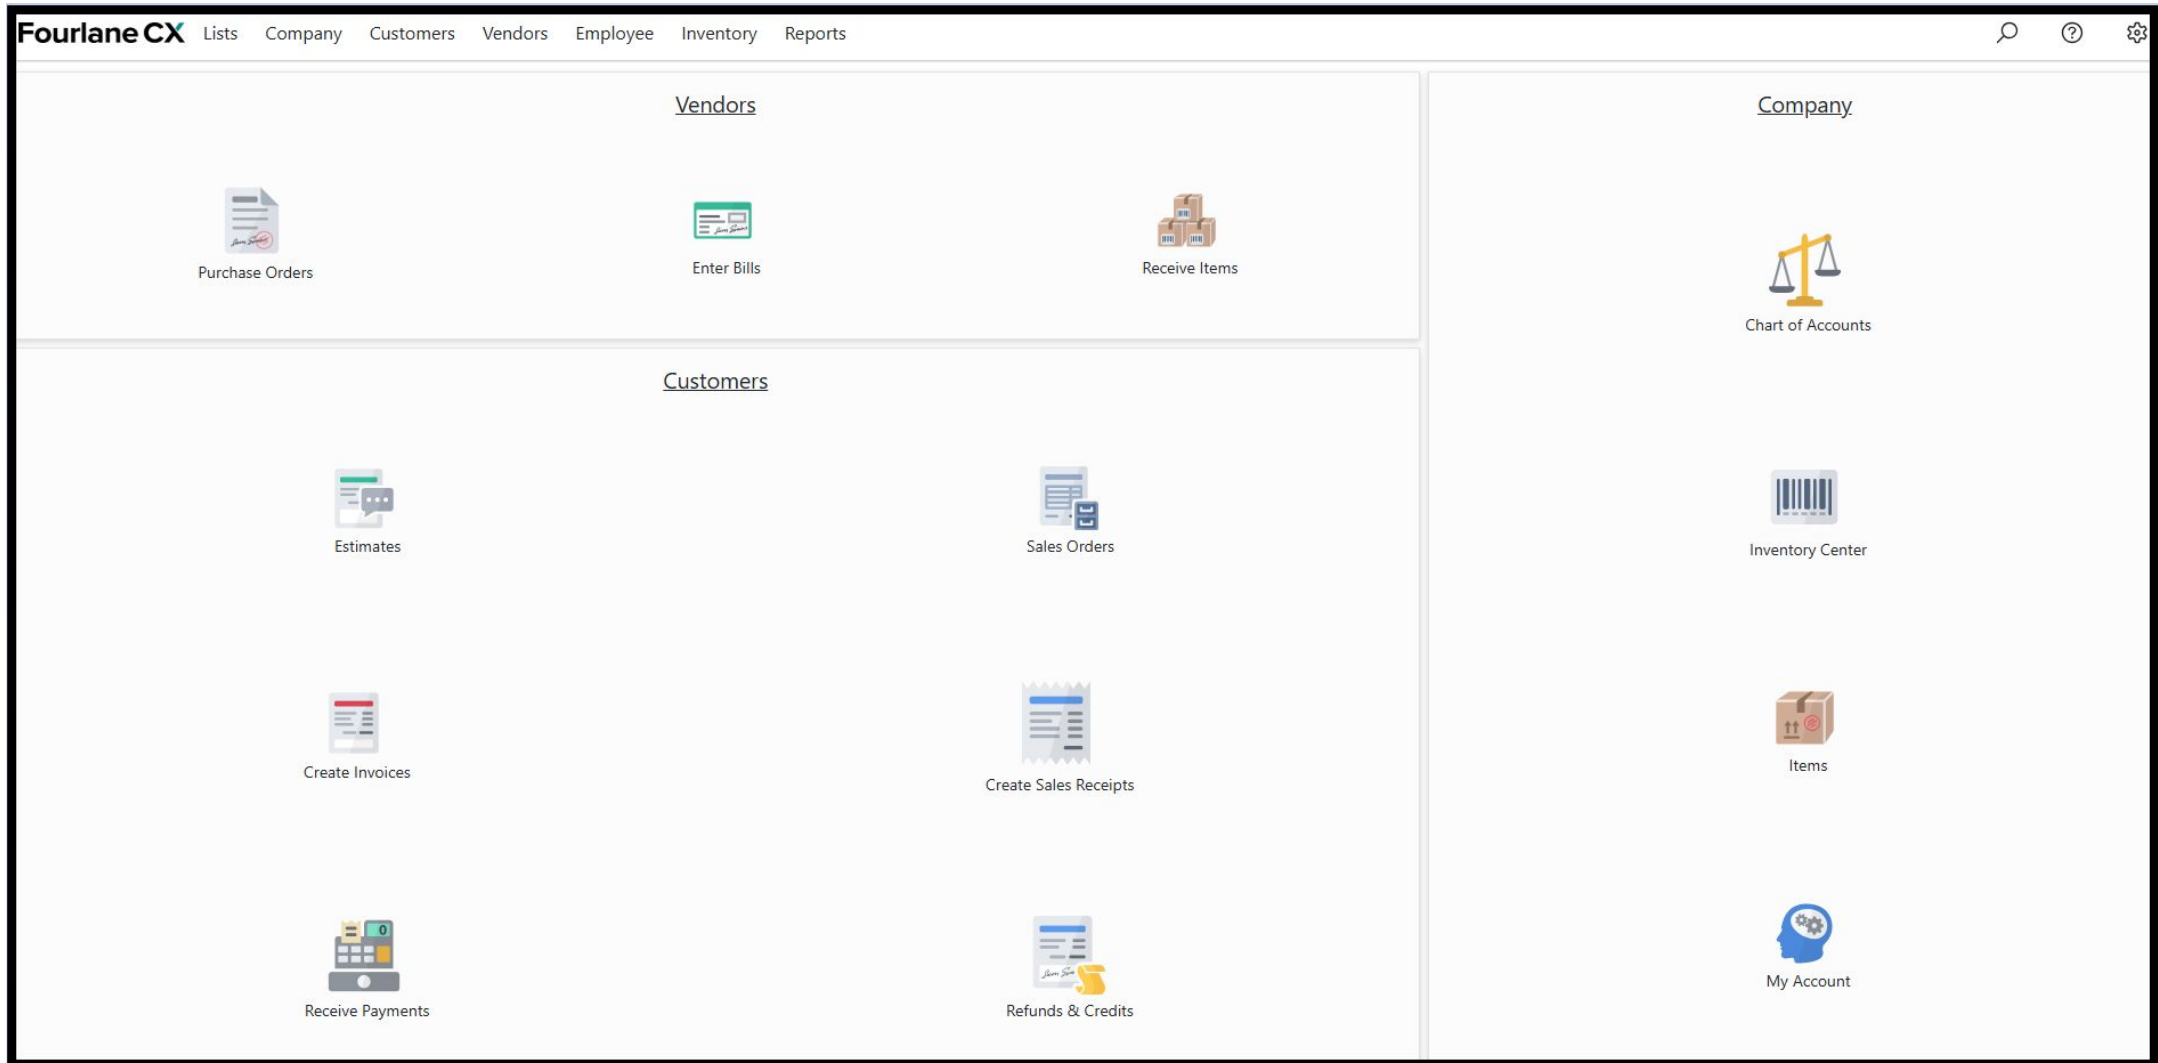 Fourlane CX Lists Company Customers Vendors Employee Inventory Reports
Vendors
Purchase Orders
Enter Bills
Receive Items
Customers
Estimates
Sales Orders
Create Invoices
Create Sales Receipts
0
Receive Payments
Refunds & Credits
Company
Chart of Accounts
Inventory Center
Items
My Account